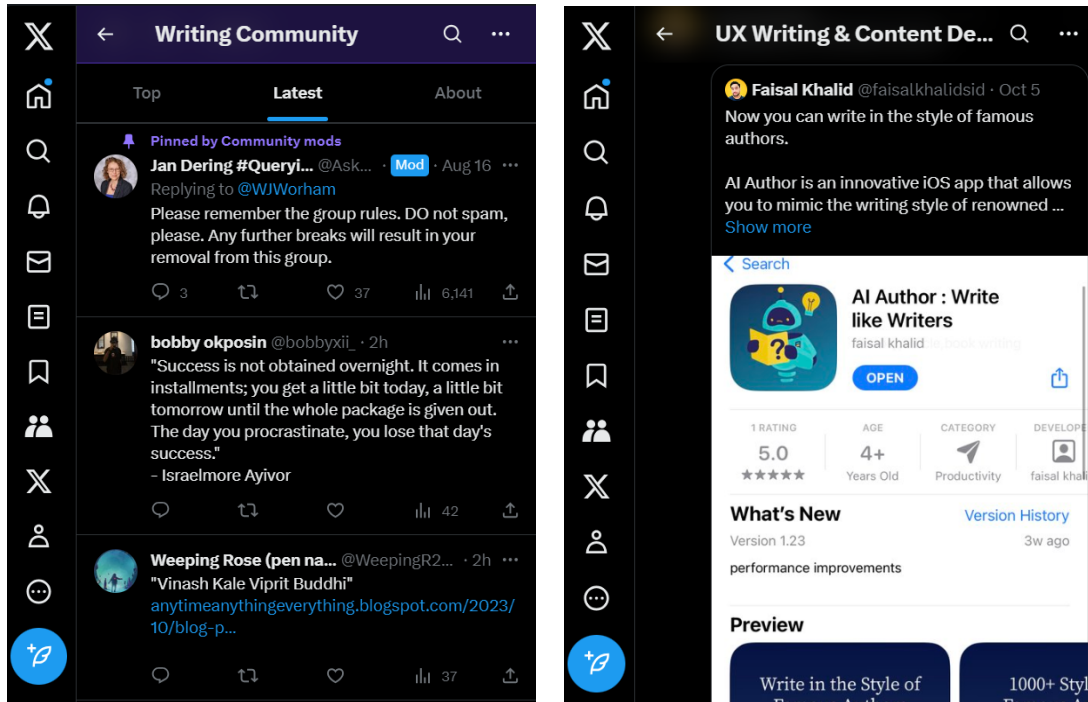 Writing Community
Top Latest About
Pinned by Community mods
Jan Dering #Queryi... @Ask... · Mod · Aug 16
Replying to @WJWorham
Please remember the group rules. DO not spam,
please. Any further breaks will result in your
removal from this group.
3 37 6,141
bobby okposin @bobbyxii_ · 2h
"Success is not obtained overnight. It comes in
installments; you get a little bit today, a little bit
tomorrow until the whole package is given out.
The day you procrastinate, you lose that day's
success."
- Israelmore Ayivor
42
Weeping Rose (pen na... @WeepingR2... · 2h
"Vinash Kale Viprit Buddhi"
anytimeanythingeverything.blogspot.com/2023/
10/blog-p...
37
UX Writing & Content De...
Faisal Khalid @faisalkhalidsid · Oct 5
Now you can write in the style of famous
authors.
AI Author is an innovative iOS app that allows
you to mimic the writing style of renowned ...
Show more
Search
AI Author : Write
like Writers
faisal khalid
OPEN
1 RATING AGE CATEGORY DEVELOPE
5.0 4+
Years Old Productivity faisal khali
What's New Version History
Version 1.23 3w ago
performance improvements
Preview
Write in the Style of 1000+ Styl